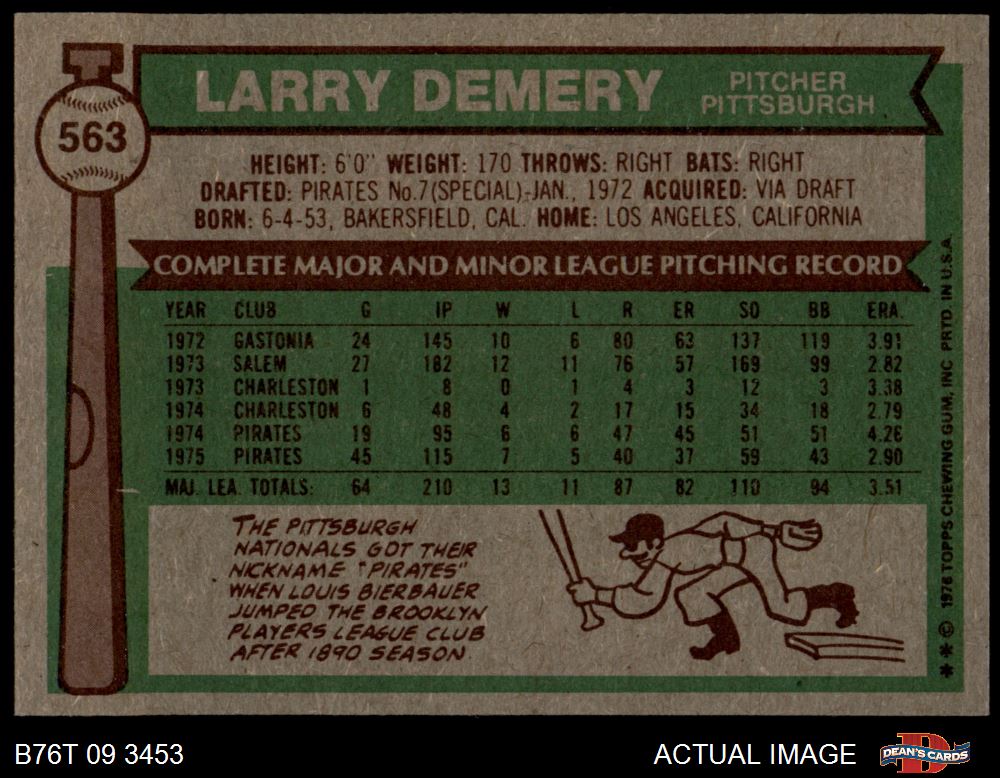 563
LARRY DEMERY
PITCHER
PITTSBURGH
HEIGHT: 6'0" WEIGHT: 170 THROWS: RIGHT BATS: RIGHT
DRAFTED: PIRATES No.7(SPECIAL)-JAN., 1972 ACQUIRED: VIA DRAFT
BORN: 6-4-53, BAKERSFIELD, CAL. HOME: LOS ANGELES, CALIFORNIA
COMPLETE MAJOR AND MINOR LEAGUE PITCHING RECORD
YEAR CLUB G IP W L R ER SO BB ERA.
1972 GASTONIA 24 145 10 6 80 63 137 119 3.91
1973 SALEM 27 182 12 11 76 57 169 99 2.82
1973 CHARLESTON 1 8 0 1 4 3 12 3 3.38
1974 CHARLESTON 6 48 4 2 17 15 34 18 2.79
1974 PIRATES 19 95 6 6 47 45 51 51 4.26
1975 PIRATES 45 115 7 5 40 37 59 43 2.90
MAJ. LEA. TOTALS: 64 210 13 11 87 82 110 94 3.51
THE PITTSBURGH
NATIONALS GOT THEIR
NICKNAME "PIRATES"
WHEN LOUIS BIERBAUER
JUMPED THE BROOKLYN
PLAYERS LEAGUE CLUB
AFTER 1890 SEASON.
** © 1976 TOPPS CHEWING GUM, INC PRTD. IN U.S.A.
B76T 09 3453
ACTUAL IMAGE
DEAN'S CARDS